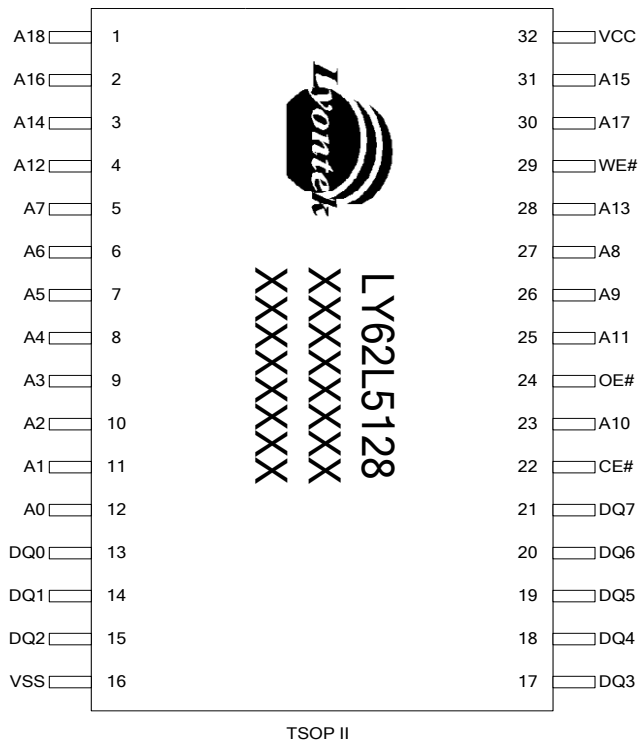 A18 1 32 VCC
A16 2 31 A15
A14 3 30 A17
A12 4 29 WE#
A7 5 28 A13
A6 6 27 A8
A5 7 26 A9
A4 8 25 A11
A3 9 24 OE#
A2 10 23 A10
A1 11 22 CE#
A0 12 21 DQ7
DQ0 13 20 DQ6
DQ1 14 19 DQ5
DQ2 15 18 DQ4
VSS 16 17 DQ3
Lyontek
LY62L5128
XXXXXXXX
XXXXXXXX
TSOP II